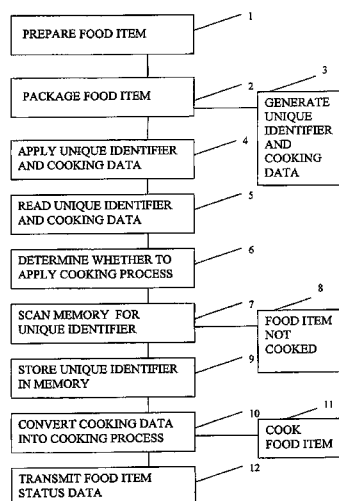 1
PREPARE FOOD ITEM
2
PACKAGE FOOD ITEM
3
GENERATE
UNIQUE
IDENTIFIER
AND
COOKING
DATA
4
APPLY UNIQUE IDENTIFIER
AND COOKING DATA
5
READ UNIQUE IDENTIFIER
AND COOKING DATA
6
DETERMINE WHETHER TO
APPLY COOKING PROCESS
7
SCAN MEMORY FOR
UNIQUE IDENTIFIER
8
FOOD ITEM
NOT
COOKED
9
STORE UNIQUE IDENTIFIER
IN MEMORY
10
CONVERT COOKING DATA
INTO COOKING PROCESS
11
COOK
FOOD ITEM
12
TRANSMIT FOOD ITEM
STATUS DATA